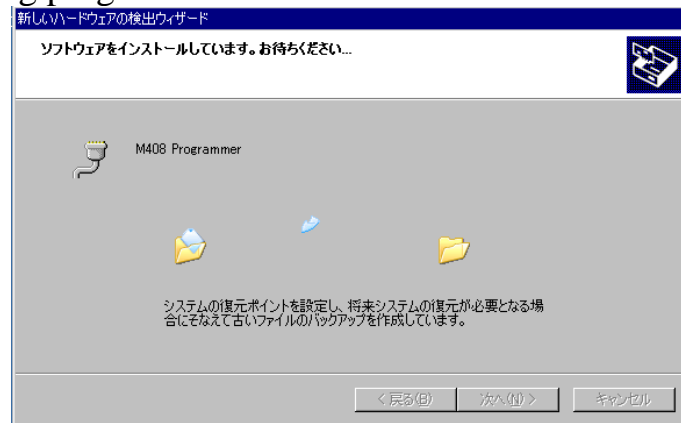 新しいハードウェアの検出ウィザード
ソフトウェアをインストールしています。お待ちください...
M408 Programmer
システムの復元ポイントを設定し、将来システムの復元が必要となる場
合にそなえて古いファイルのバックアップを作成しています。
< 戻る(B)
次へ(N) >
キャンセル